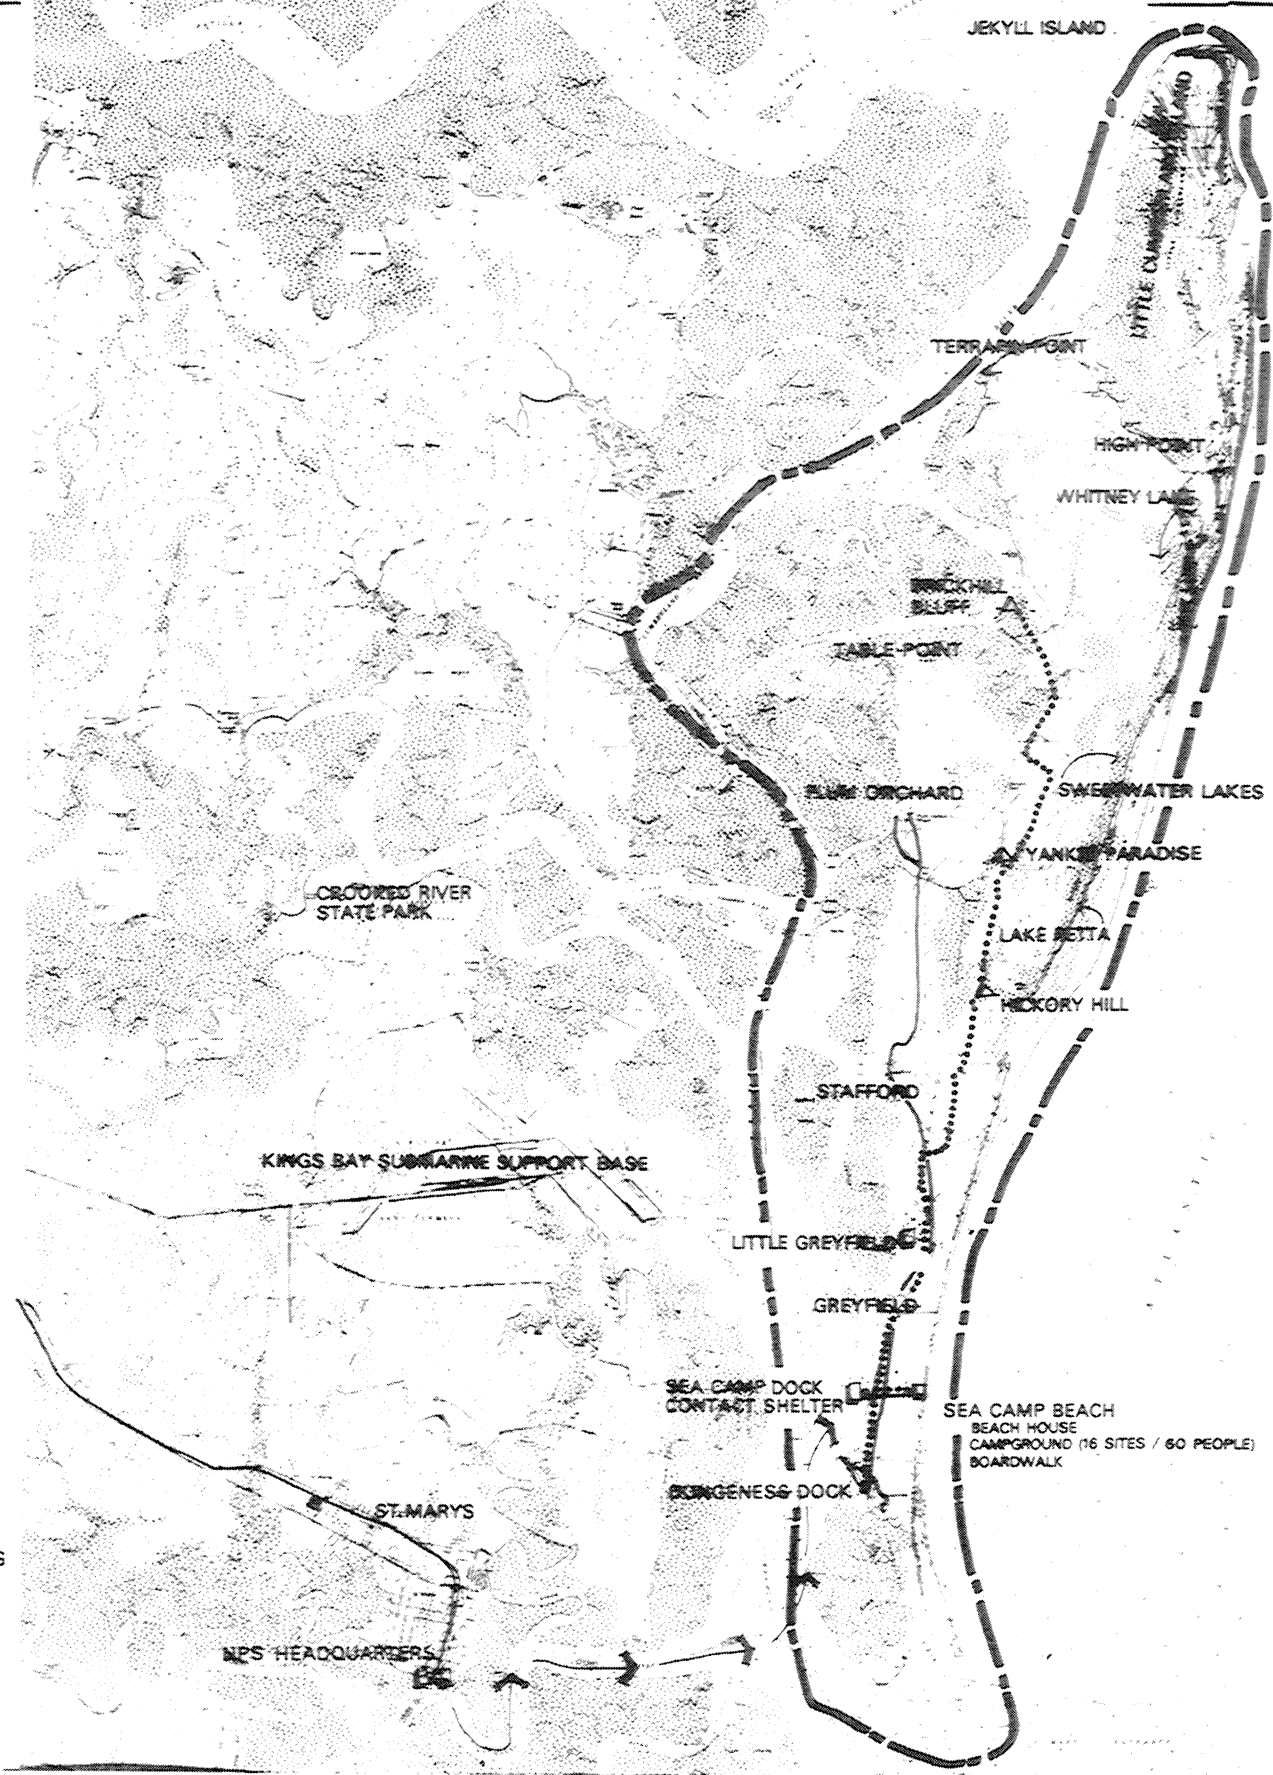 JEKYLL ISLAND
LITTLE CUMBERLAND ISLAND
TERRAPIN POINT
HIGH POINT
WHITNEY LAKE
BRICKHILL
BLUFF
TABLE-POINT
PLUM ORCHARD
SWEETWATER LAKES
YANKEE PARADISE
CROOKED RIVER
STATE PARK
LAKE RETTA
HICKORY HILL
STAFFORD
KINGS BAY SUBMARINE SUPPORT BASE
LITTLE GREYFIELD
GREYFIELD
SEA CAMP DOCK
CONTACT SHELTER
SEA CAMP BEACH
BEACH HOUSE
CAMPGROUND (16 SITES / 60 PEOPLE)
BOARDWALK
DUNGENESS DOCK
ST. MARYS
NPS HEADQUARTERS